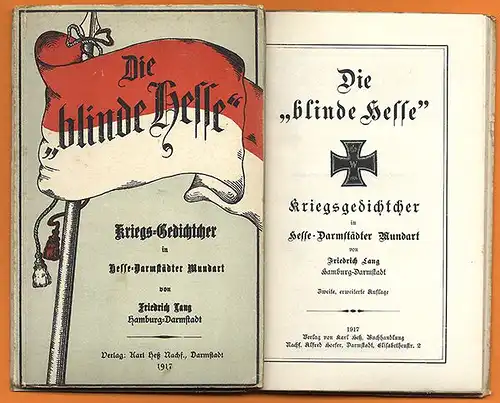 Die
„blinde Hesse“
Kriegs-Gedichtcher
in
Hesse-Darmstädter Mundart
von
Friedrich Lang
Hamburg-Darmstadt
Verlag: Karl Heß Nachf., Darmstadt
1917
Die
„blinde Hesse“
W
Kriegsgedichtcher
in
Hesse-Darmstädter Mundart
von
Friedrich Lang
Hamburg-Darmstadt
Zweite, erweiterte Auflage
1917
Verlag von Karl Heß, Buchhandlung
Nachf. Alfred Hoefer, Darmstadt, Elisabethenstr. 2